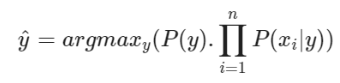 ŷ = argmax_y(P(y). ∏_{i=1}^{n} P(x_i|y))